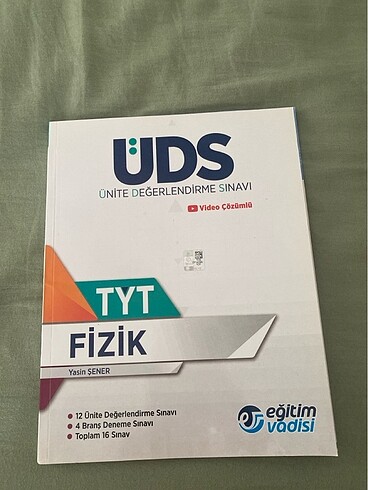 ÜDS
ÜNİTE DEĞERLENDİRME SINAVI
Video Çözümlü
TYT
FİZİK
Yasin ŞENER
• 12 Ünite Değerlendirme Sınavı
• 4 Branş Deneme Sınavı
• Toplam 16 Sınav
eğitim
vadisi